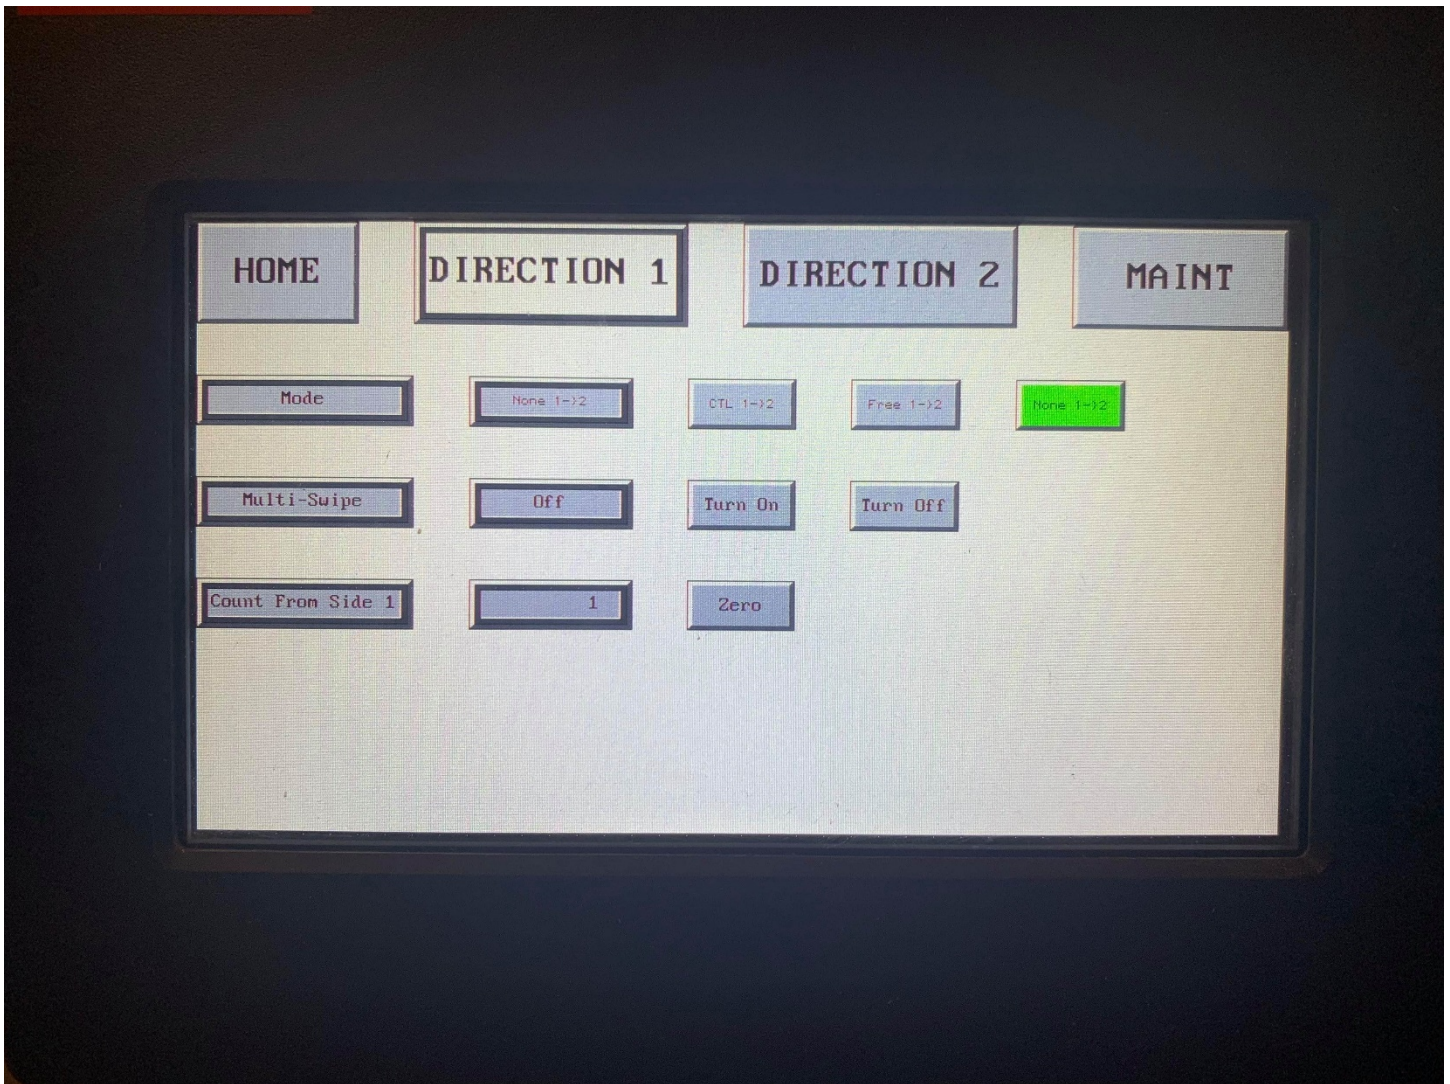 HOME DIRECTION 1 DIRECTION 2 MAINT
Mode None 1->2 CTL 1->2 Free 1->2 None 1->2
Multi-Swipe Off Turn On Turn Off
Count From Side 1 1 Zero